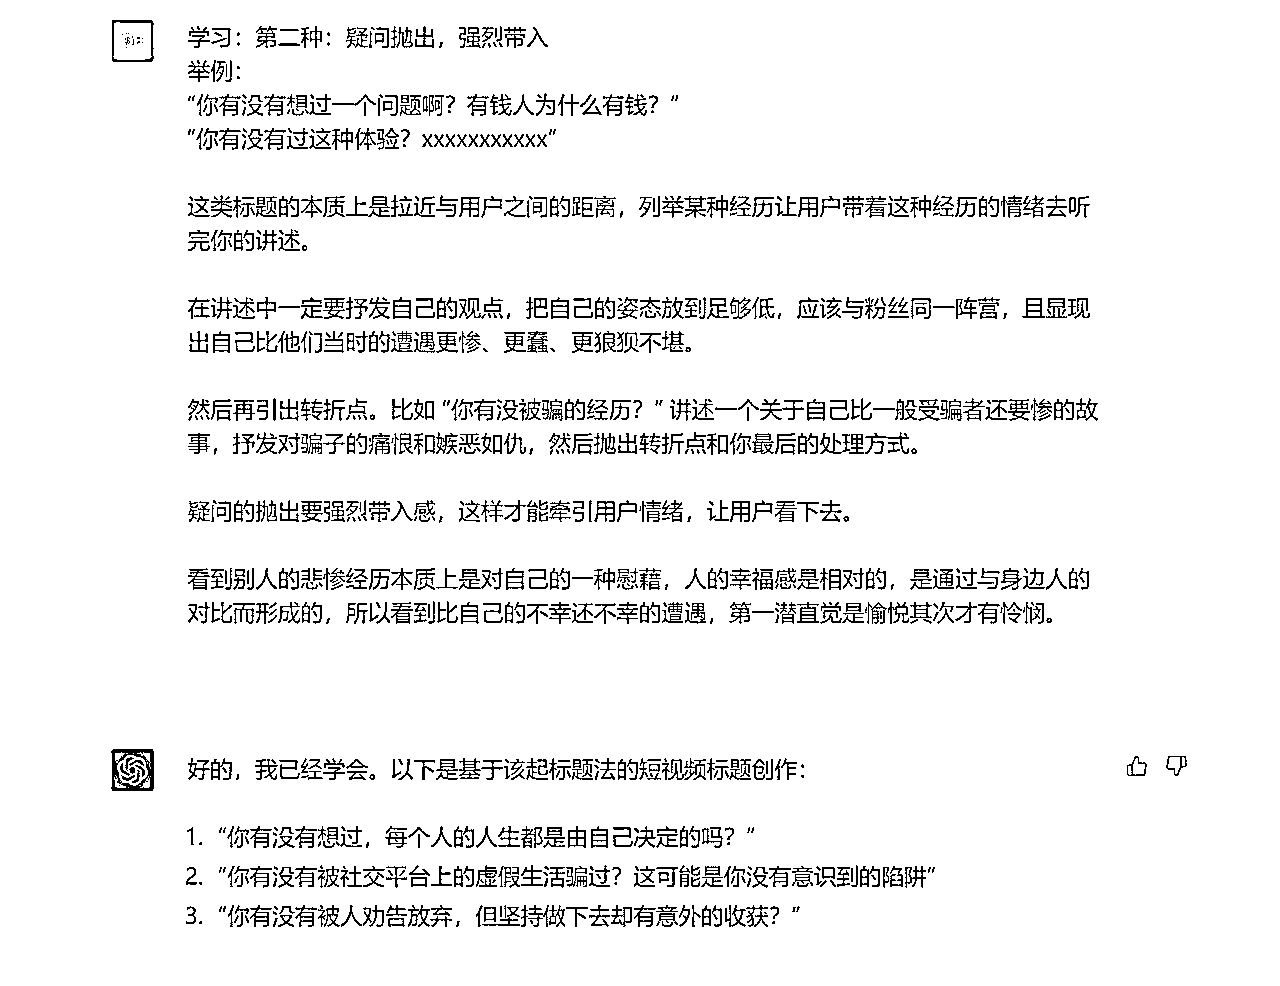 学习：第二种：疑问抛出，强烈带入
举例：
“你有没有想过一个问题啊？有钱人为什么有钱？”
“你有没有过这种体验？xxxxxxxxxxx”
这类标题的本质上是拉近与用户之间的距离，列举某种经历让用户带着这种经历的情绪去听
完你的讲述。
在讲述中一定要抒发自己的观点，把自己的姿态放到足够低，应该与粉丝同一阵营，且显现
出自己比他们当时的遭遇更惨、更蠢、更狼狈不堪。
然后再引出转折点。比如 “你有没被骗的经历？” 讲述一个关于自己比一般受骗者还要惨的故
事，抒发对骗子的痛恨和嫉恶如仇，然后抛出转折点和你最后的处理方式。
疑问的抛出要强烈带入感，这样才能牵引用户情绪，让用户看下去。
看到别人的悲惨经历本质上是对自己的一种慰藉，人的幸福感是相对的，是通过与身边人的
对比而形成的，所以看到比自己的不幸还不幸的遭遇，第一潜直觉是愉悦其次才有怜悯。
好的，我已经学会。以下是基于该起标题法的短视频标题创作：
1. “你有没有想过，每个人的人生都是由自己决定的吗？”
2. “你有没有被社交平台上的虚假生活骗过？这可能是你没有意识到的陷阱”
3. “你有没有被人劝告放弃，但坚持做下去却有意外的收获？”